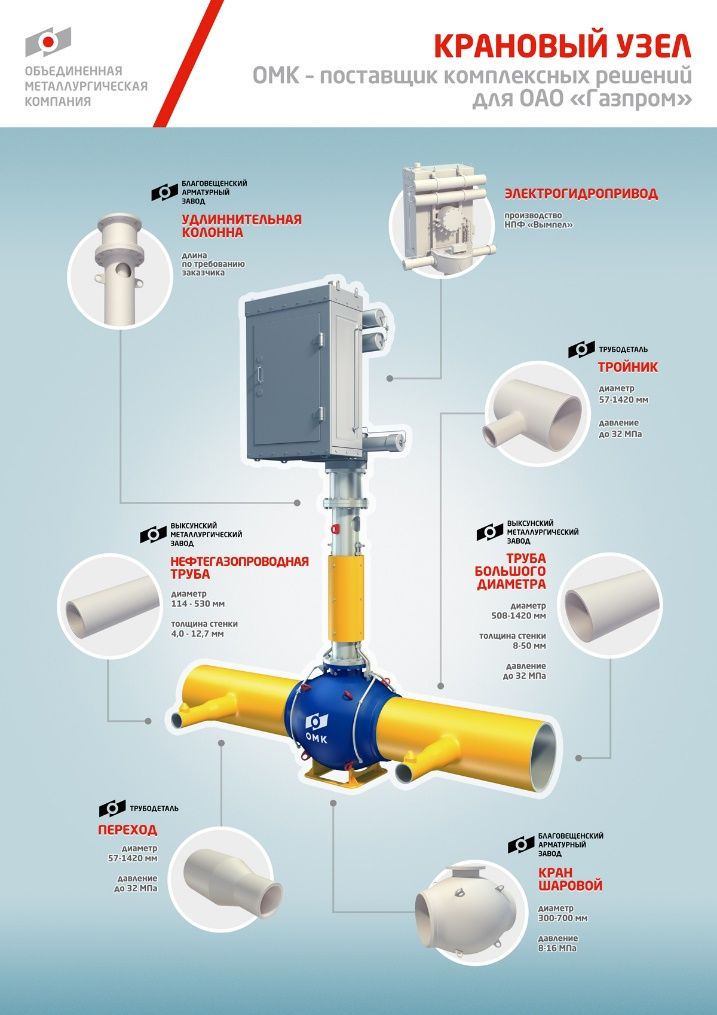 ОБЪЕДИНЕННАЯ
МЕТАЛЛУРГИЧЕСКАЯ
КОМПАНИЯ
КРАНОВЫЙ УЗЕЛ
ОМК – поставщик комплексных решений
для ОАО «Газпром»
БЛАГОВЕЩЕНСКИЙ
АРМАТУРНЫЙ
ЗАВОД
УДЛИННИТЕЛЬНАЯ
КОЛОННА
длина
по требованию
заказчика
ЭЛЕКТРОГИДРОПРИВОД
производство
НПФ «Вымпел»
ТРУБОДЕТАЛЬ
ТРОЙНИК
диаметр
57-1420 мм
давление
до 32 МПа
ВЫКСУНСКИЙ
МЕТАЛЛУРГИЧЕСКИЙ
ЗАВОД
НЕФТЕГАЗОПРОВОДНАЯ
ТРУБА
диаметр
114 - 530 мм
толщина стенки
4,0 - 12,7 мм
ВЫКСУНСКИЙ
МЕТАЛЛУРГИЧЕСКИЙ
ЗАВОД
ТРУБА
БОЛЬШОГО
ДИАМЕТРА
диаметр
508-1420 мм
толщина стенки
8-50 мм
давление
до 32 МПа
ОМК
ТРУБОДЕТАЛЬ
ПЕРЕХОД
диаметр
57-1420 мм
давление
до 32 МПа
БЛАГОВЕЩЕНСКИЙ
АРМАТУРНЫЙ
ЗАВОД
КРАН
ШАРОВОЙ
диаметр
300-700 мм
давление
8-16 МПа